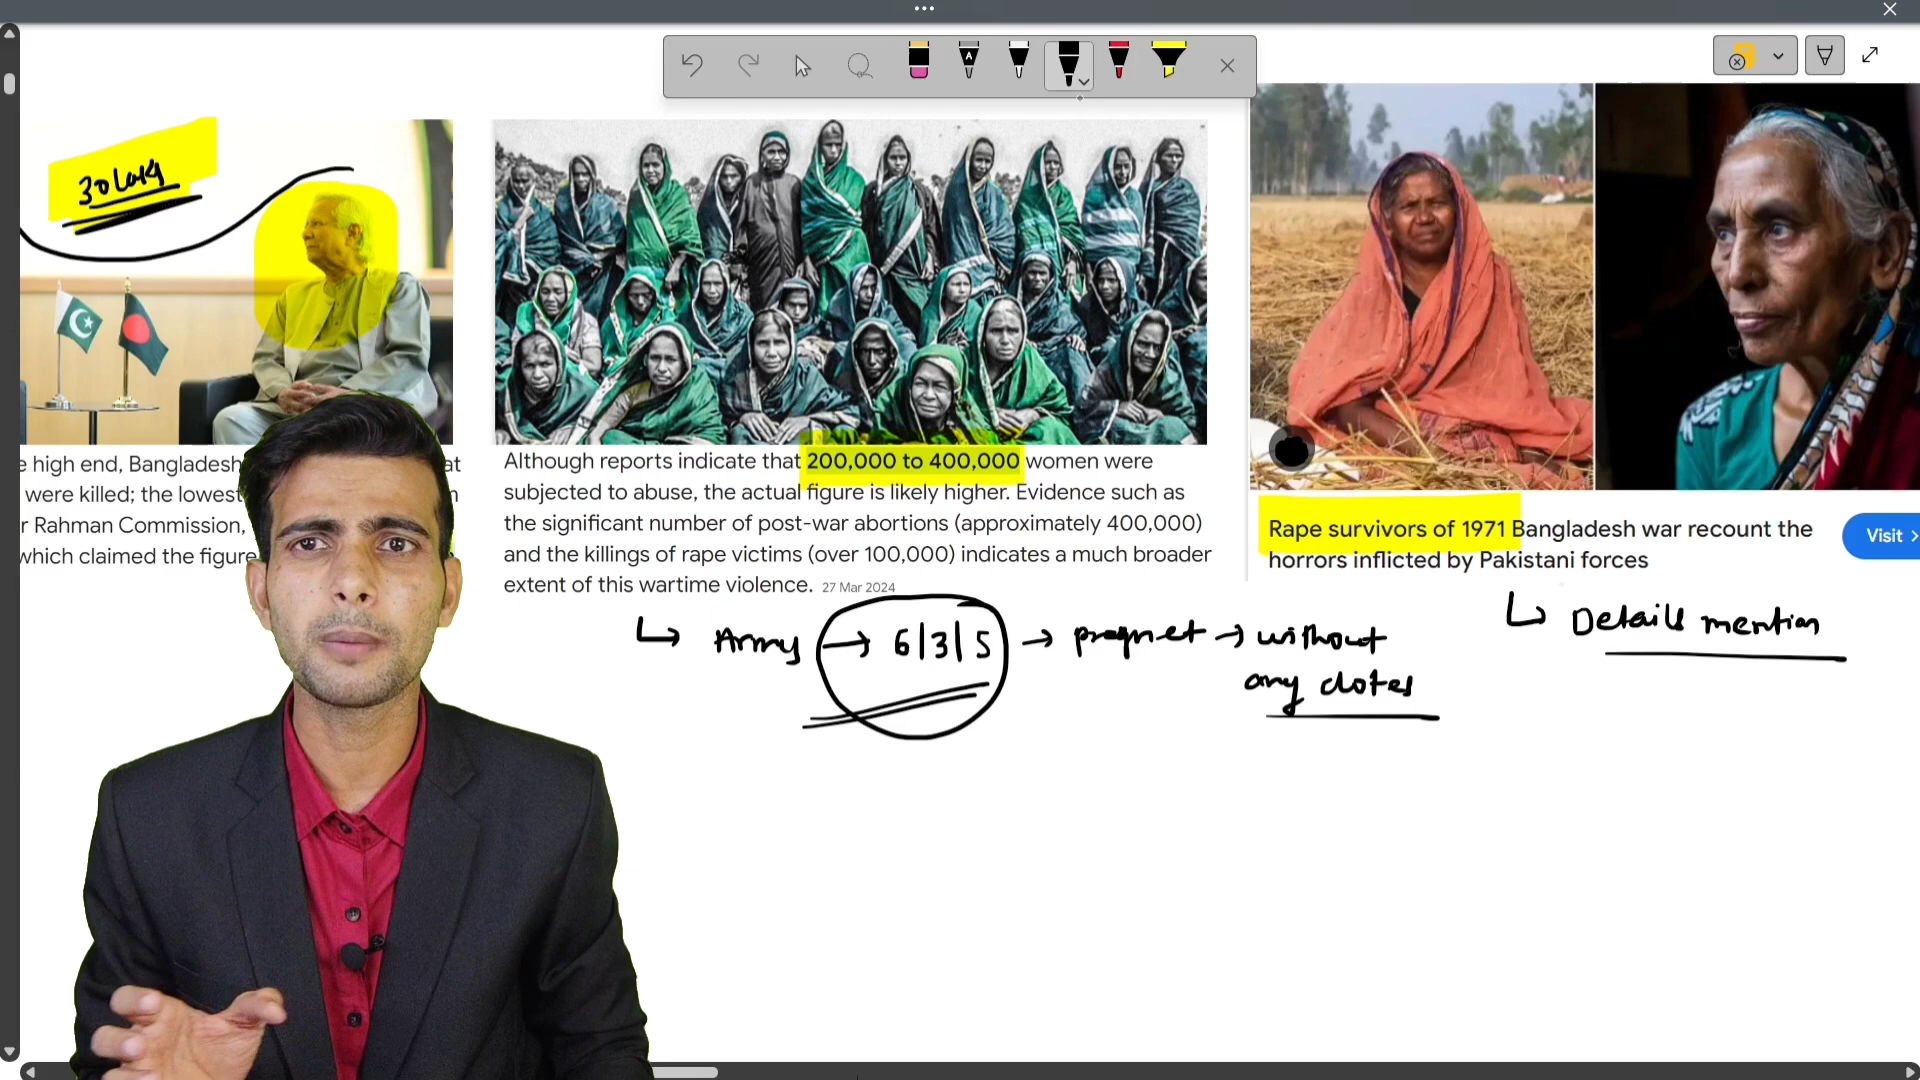 30 Lakh
e high end, Bangladesh at
were killed; the lowest
r Rahman Commission,
which claimed the figure
Although reports indicate that 200,000 to 400,000 women were
subjected to abuse, the actual figure is likely higher. Evidence such as
the significant number of post-war abortions (approximately 400,000)
and the killings of rape victims (over 100,000) indicates a much broader
extent of this wartime violence. 27 Mar 2024
Rape survivors of 1971 Bangladesh war recount the
horrors inflicted by Pakistani forces
Visit >
Army → 6|3|5 → → without
any
Details mention